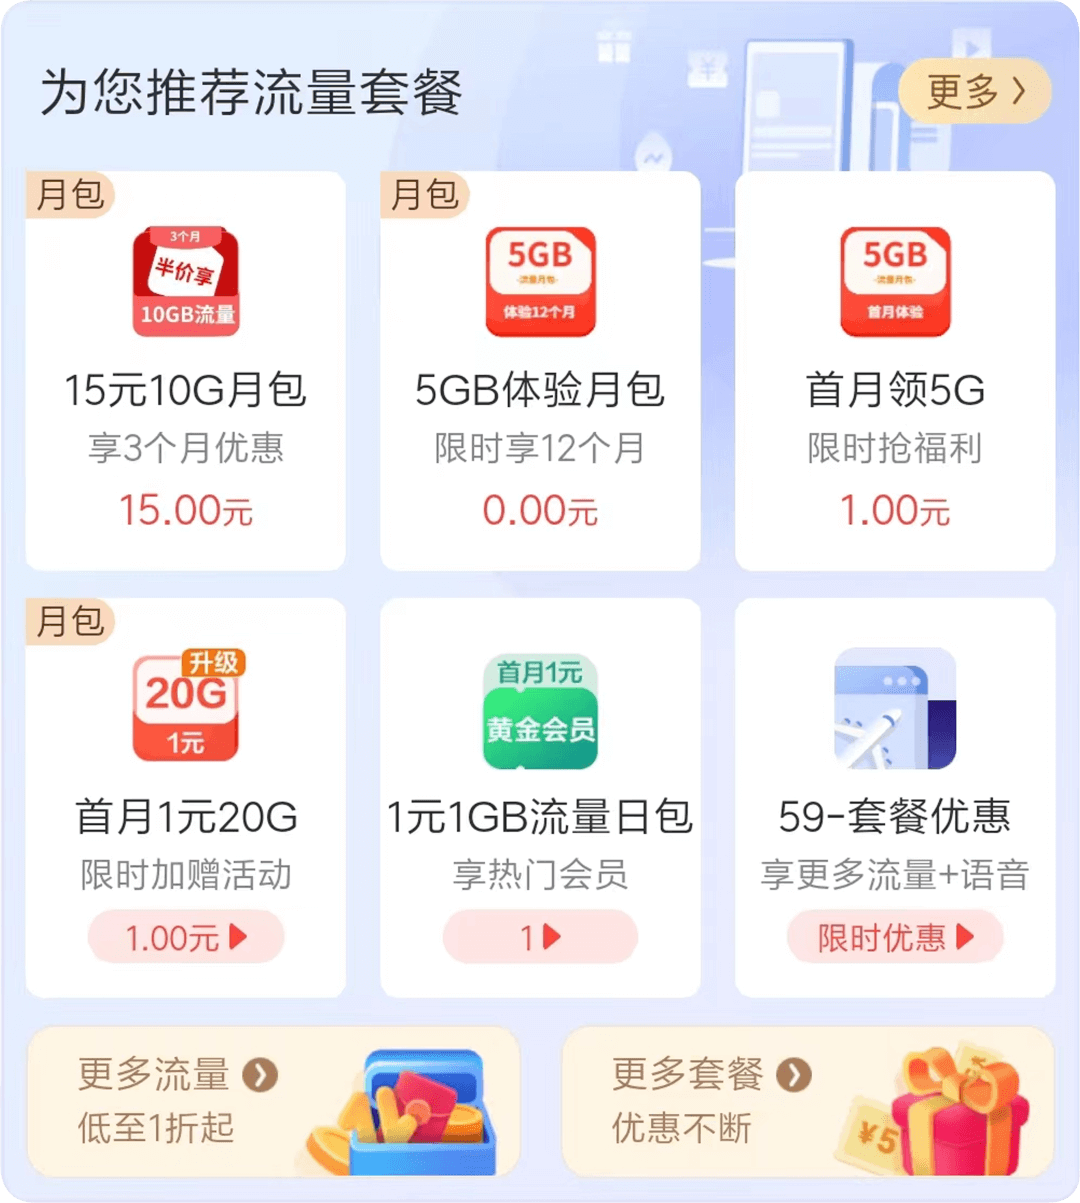 为您推荐流量套餐
更多
月包
3个月
半价享
10GB流量
15元10G月包
享3个月优惠
15.00元
月包
5GB
流量月包
体验12个月
5GB体验月包
限时享12个月
0.00元
5GB
流量月包
首月体验
首月领5G
限时抢福利
1.00元
月包
升级
20G
1元
首月1元20G
限时加赠活动
1.00元
首月1元
黄金会员
1元1GB流量日包
享热门会员
1
59-套餐优惠
享更多流量+语音
限时优惠
更多流量
低至1折起
更多套餐
优惠不断
¥5